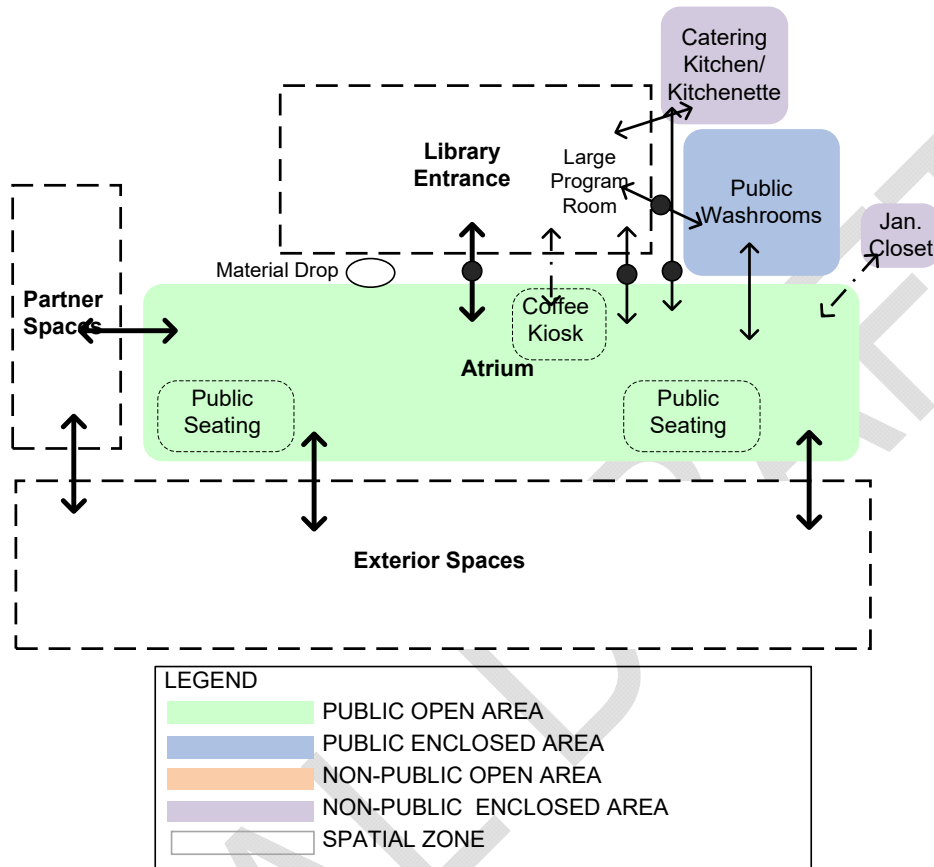 Catering
Kitchen/
Kitchenette
Library
Entrance
Large
Program
Room
Public
Washrooms
Jan.
Closet
Material Drop
Partner
Spaces
Coffee
Kiosk
Atrium
Public
Seating
Public
Seating
Exterior Spaces
LEGEND
PUBLIC OPEN AREA
PUBLIC ENCLOSED AREA
NON-PUBLIC OPEN AREA
NON-PUBLIC ENCLOSED AREA
SPATIAL ZONE